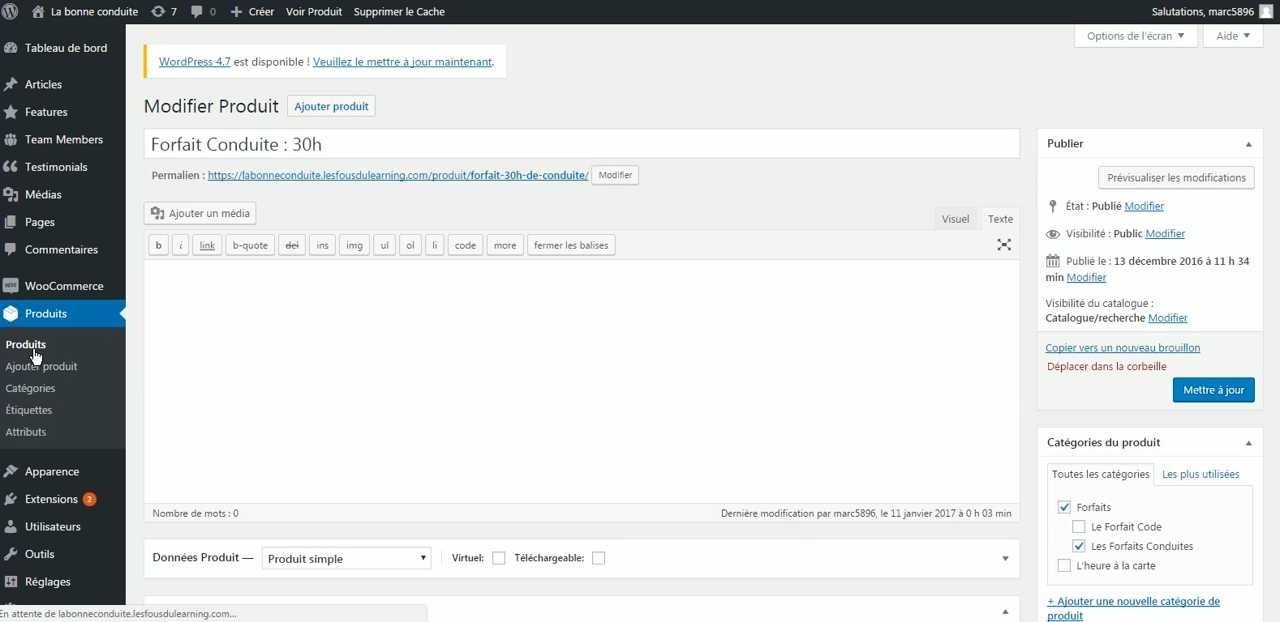 La bonne conduite 7 0 Créer Voir Produit Supprimer le Cache Salutations, marc5896
Options de l'écran ▼ Aide ▼
Tableau de bord
Articles
Features
Team Members
Testimonials
Médias
Pages
Commentaires
WooCommerce
Produits
Produits
Ajouter produit
Catégories
Étiquettes
Attributs
Apparence
Extensions 2
Utilisateurs
Outils
Réglages
En attente de labonneconduite.lesfousdulearning.com...
WordPress 4.7 est disponible ! Veuillez le mettre à jour maintenant.
Modifier Produit Ajouter produit
Forfait Conduite : 30h
Permalien : https://labonneconduite.lesfousdulearning.com/produit/forfait-30h-de-conduite/ Modifier
Ajouter un média Visuel Texte
b i link b-quote del ins img ul ol li code more fermer les balises
Nombre de mots : 0 Dernière modification par marc5896, le 11 janvier 2017 à 0 h 03 min
Données Produit — Produit simple Virtuel: Téléchargeable:
Publier
Prévisualiser les modifications
État : Publié Modifier
Visibilité : Public Modifier
Publié le : 13 décembre 2016 à 11 h 34
min Modifier
Visibilité du catalogue :
Catalogue/recherche Modifier
Copier vers un nouveau brouillon
Déplacer dans la corbeille
Mettre à jour
Catégories du produit
Toutes les catégories Les plus utilisées
Forfaits
Le Forfait Code
Les Forfaits Conduites
L'heure à la carte
+ Ajouter une nouvelle catégorie de
produit